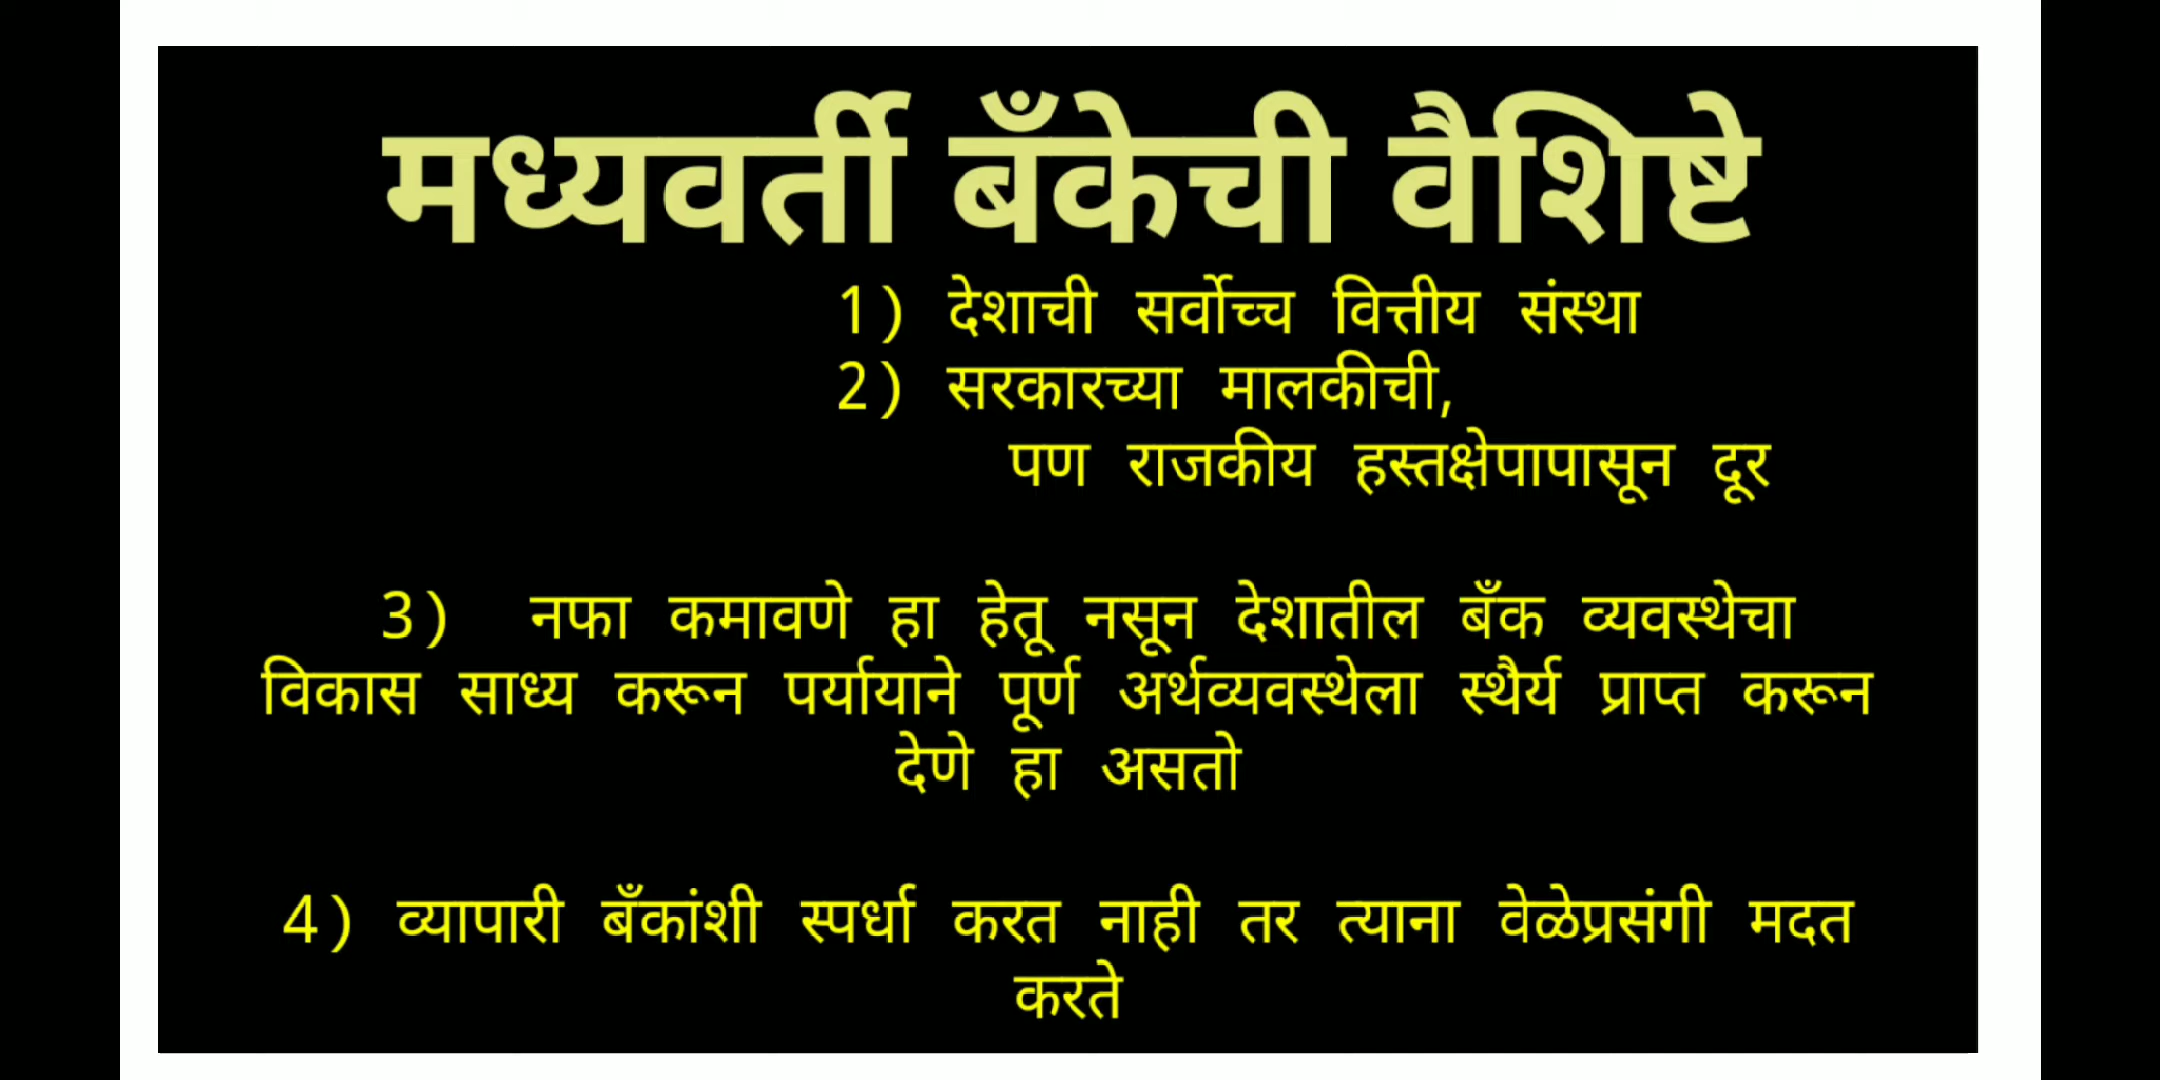 मध्यवर्ती बँकेची वैशिष्टे
1) देशाची सर्वोच्च वित्तीय संस्था
2) सरकारच्या मालकीची,
पण राजकीय हस्तक्षेपापासून दूर
3) नफा कमावणे हा हेतू नसून देशातील बँक व्यवस्थेचा
विकास साध्य करून पर्यायाने पूर्ण अर्थव्यवस्थेला स्थैर्य प्राप्त करून
देणे हा असतो
4) व्यापारी बँकांशी स्पर्धा करत नाही तर त्याना वेळेप्रसंगी मदत
करते